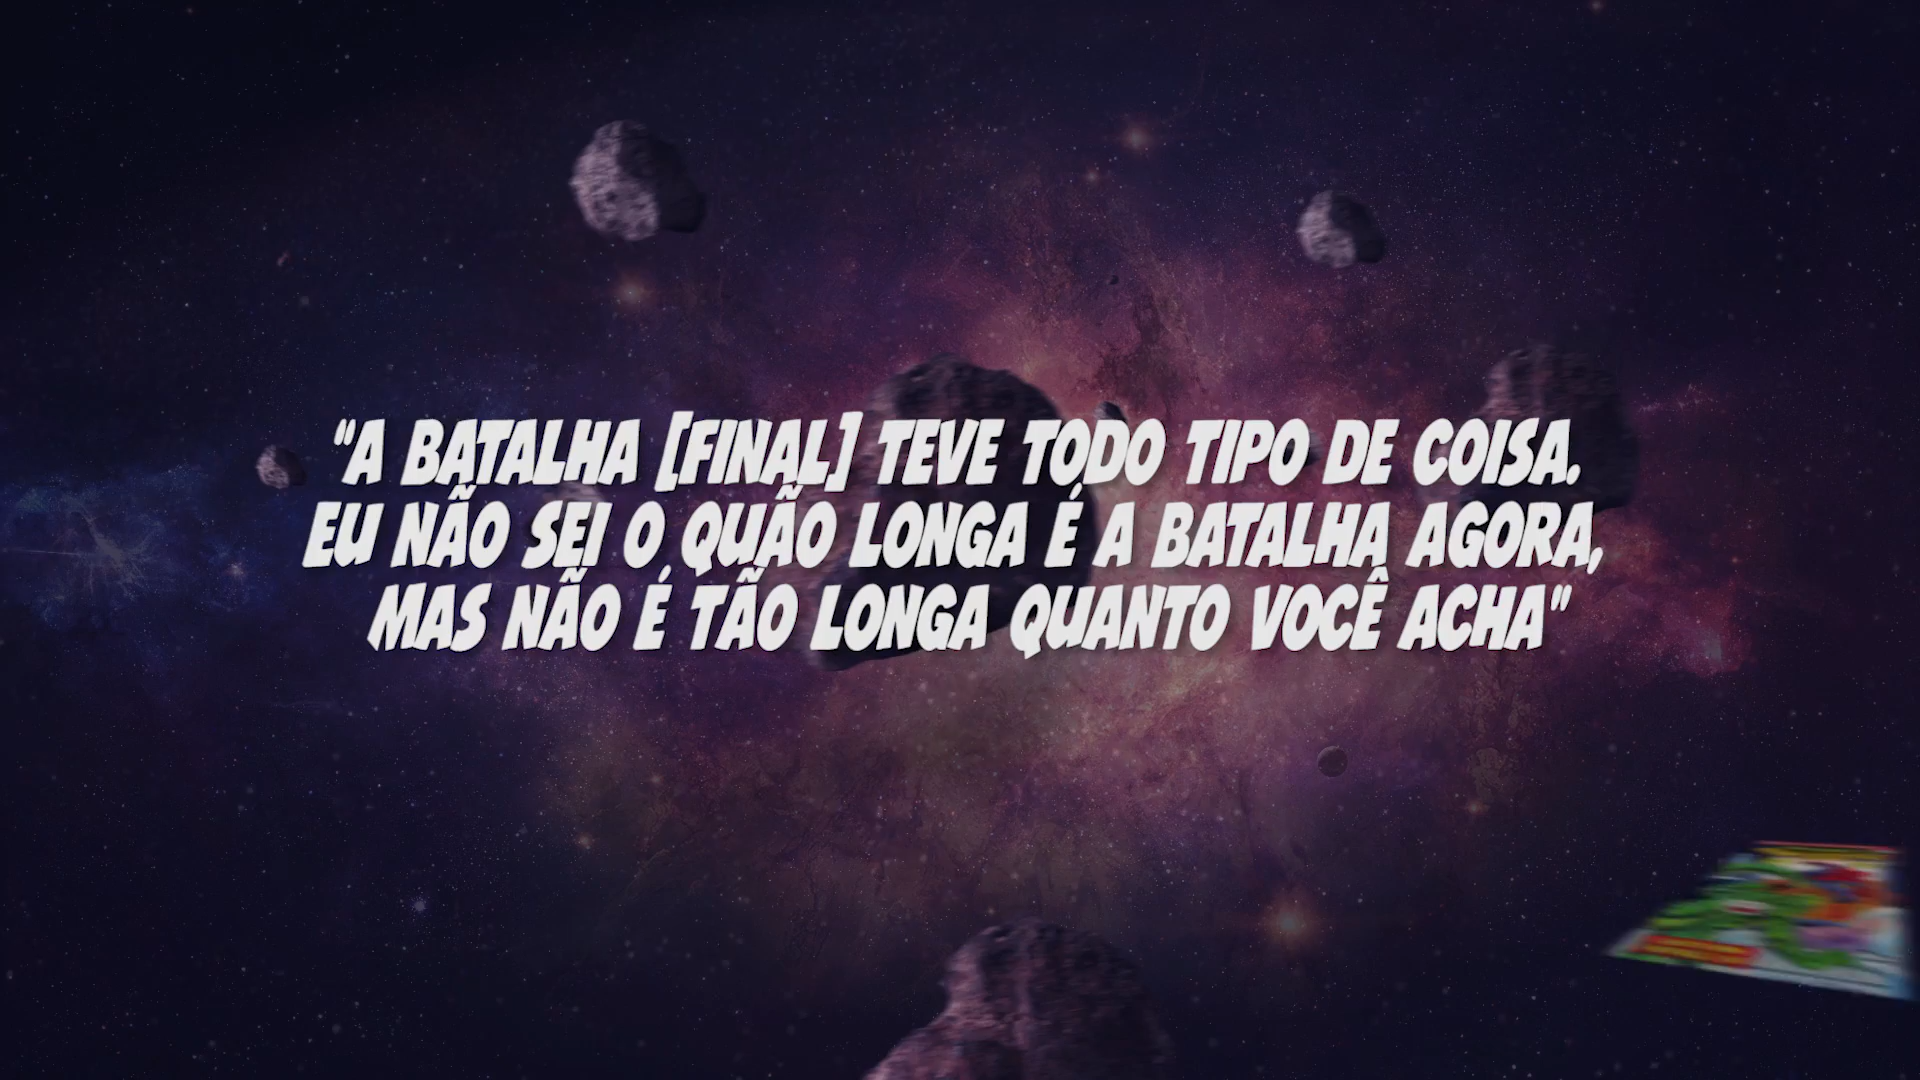 "A BATALHA [FINAL] TEVE TODO TIPO DE COISA.
EU NÃO SEI O QUÃO LONGA É A BATALHA AGORA,
MAS NÃO É TÃO LONGA QUANTO VOCÊ ACHA"